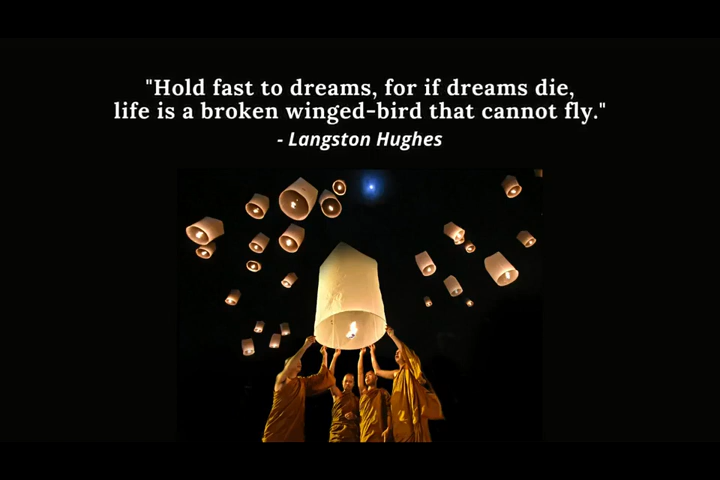 "Hold fast to dreams, for if dreams die,
life is a broken winged-bird that cannot fly."
- Langston Hughes